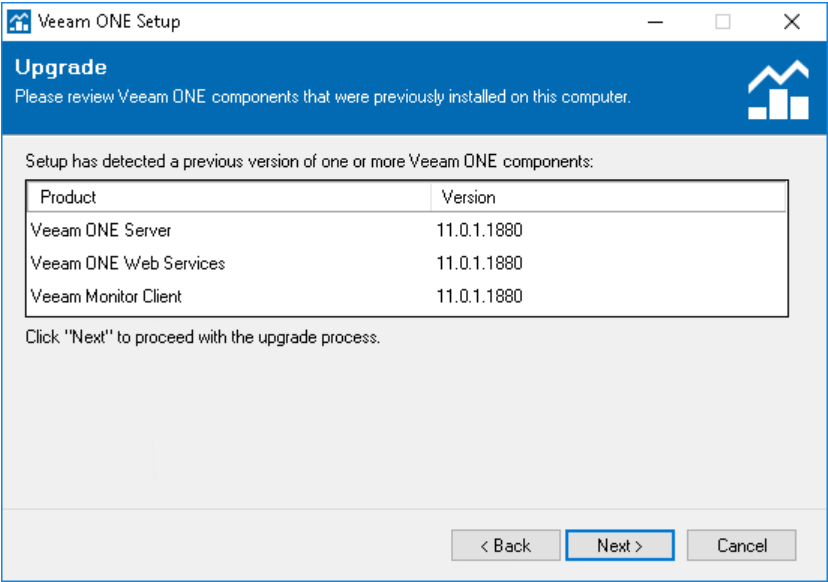 Veeam ONE Setup
Upgrade
Please review Veeam ONE components that were previously installed on this computer.
Setup has detected a previous version of one or more Veeam ONE components:
Product Version
Veeam ONE Server 11.0.1.1880
Veeam ONE Web Services 11.0.1.1880
Veeam Monitor Client 11.0.1.1880
Click "Next" to proceed with the upgrade process.
< Back Next > Cancel